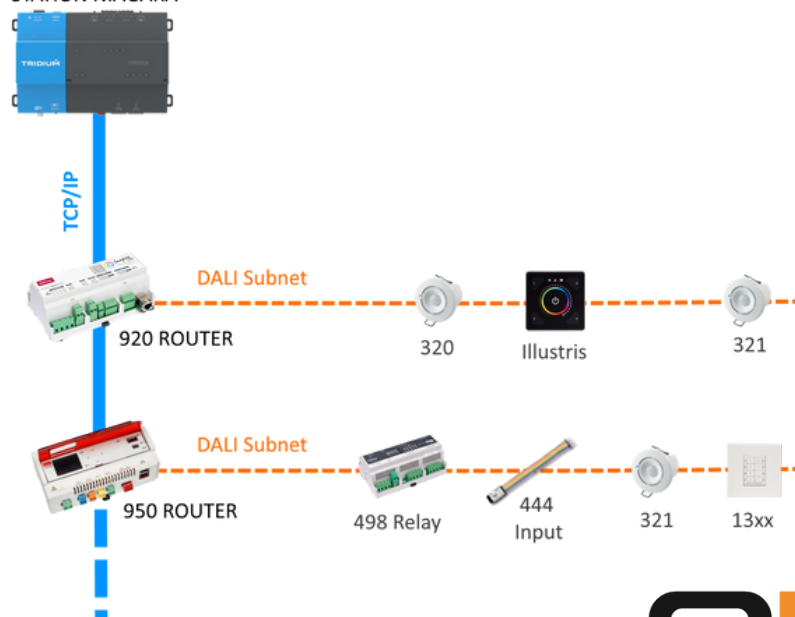 TRIDIUM
TCP/IP
DALI Subnet
920 ROUTER
320
Illustris
321
DALI Subnet
950 ROUTER
498 Relay
444
Input
321
13xx